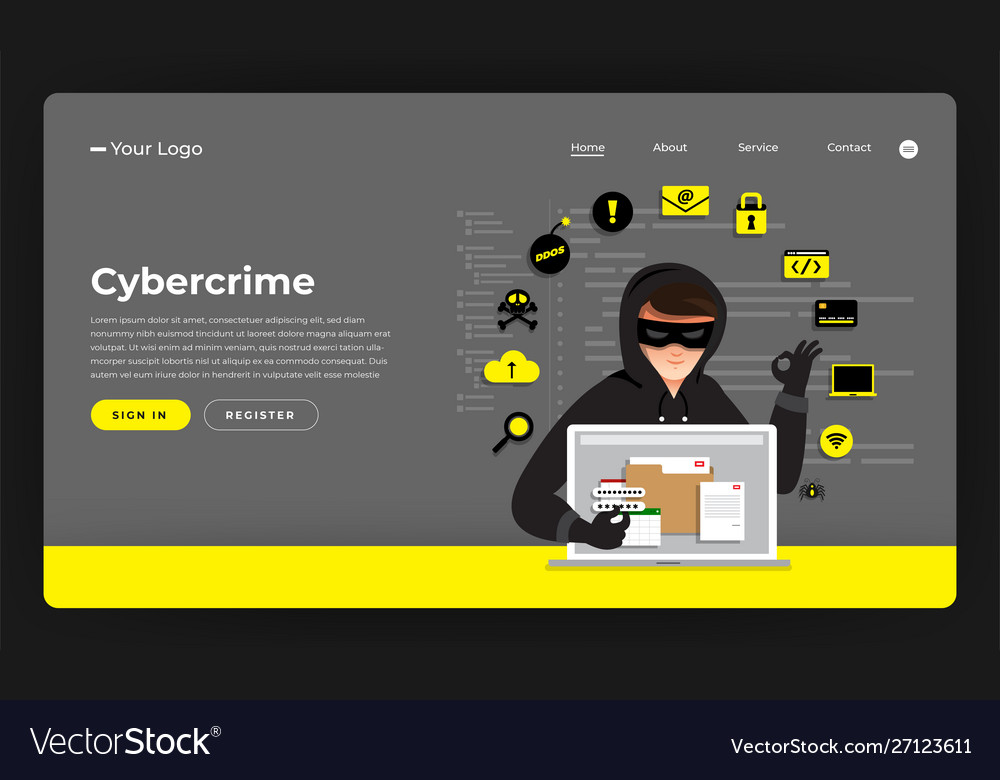 Your Logo
Home About Service Contact
@
!
DDOS
</>
Cybercrime
Lorem ipsum dolor sit amet, consectetuer adipiscing elit, sed diam
nonummy nibh euismod tincidunt ut laoreet dolore magna aliquam erat
volutpat. Ut wisi enim ad minim veniam, quis nostrud exerci tation ulla-
mcorper suscipit lobortis nisl ut aliquip ex ea commodo consequat. Duis
autem vel eum iriure dolor in hendrerit in vulputate velit esse molestie
SIGN IN REGISTER
VectorStock®
VectorStock.com/27123611